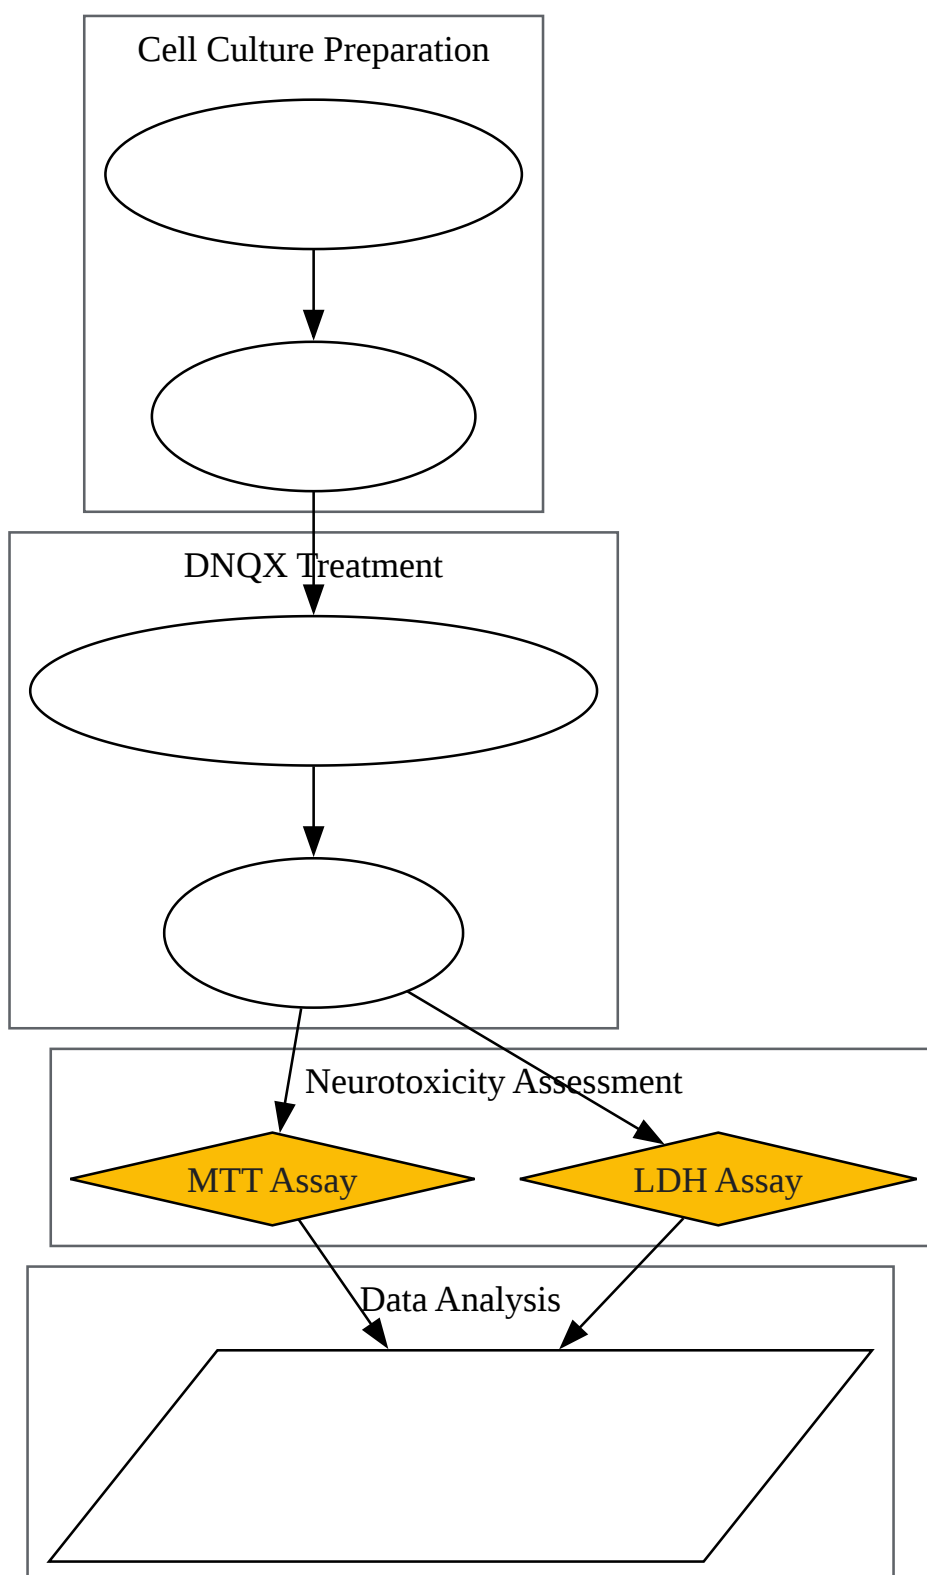 Cell Culture Preparation
DNQX Treatment
Neurotoxicity Assessment
MTT Assay
LDH Assay
Data Analysis